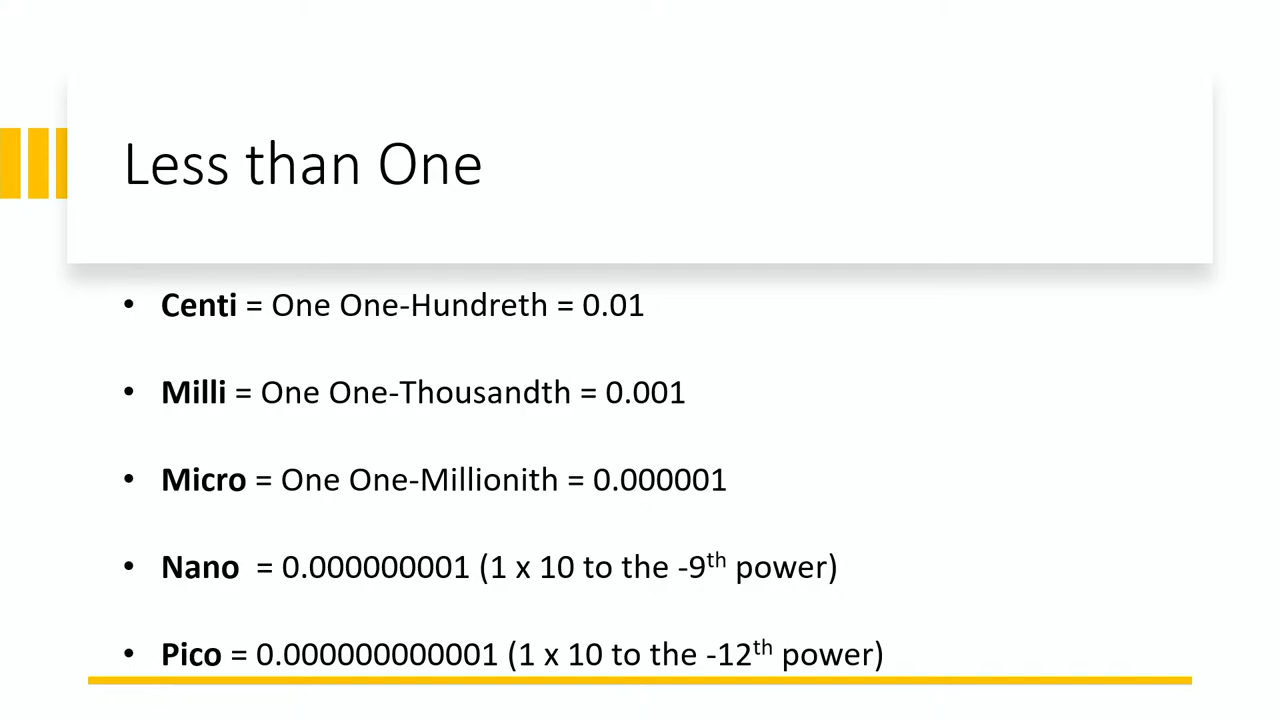 Less than One
• Centi = One One-Hundreth = 0.01
• Milli = One One-Thousandth = 0.001
• Micro = One One-Millionith = 0.000001
• Nano = 0.000000001 (1 x 10 to the -9th power)
• Pico = 0.000000000001 (1 x 10 to the -12th power)